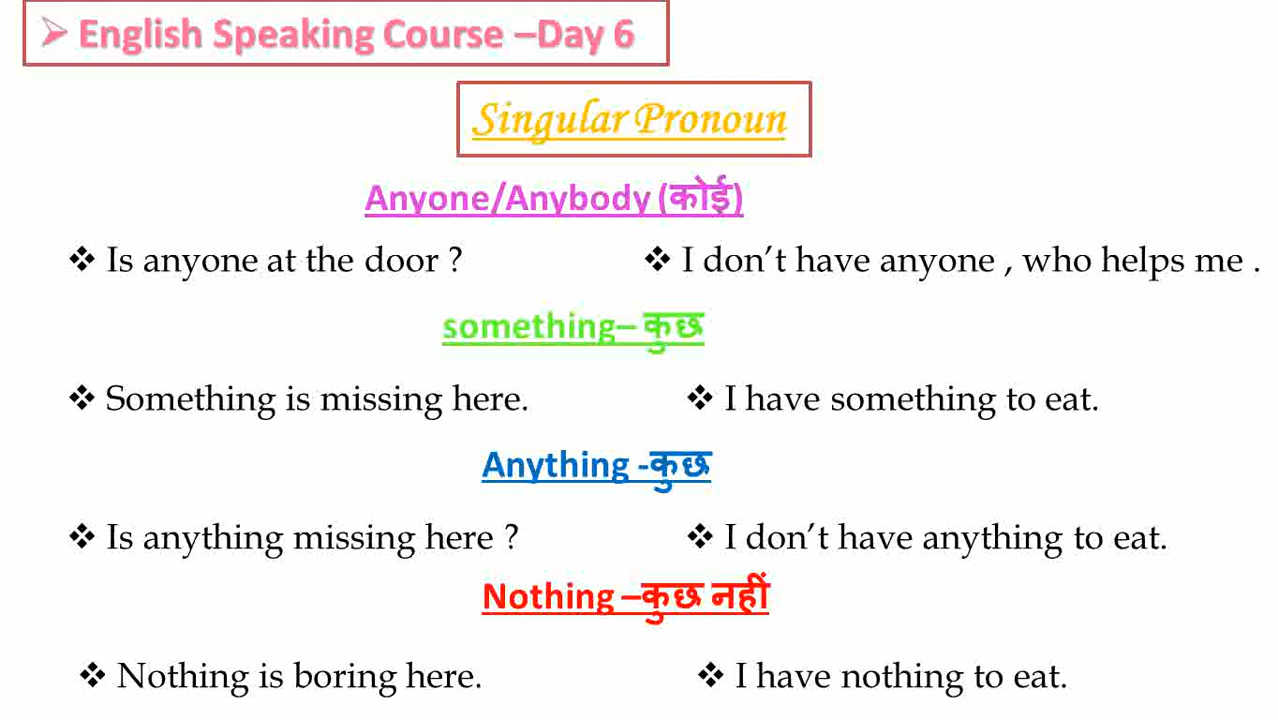 ➢ English Speaking Course –Day 6
Singular Pronoun
Anyone/Anybody (कोई)
❖ Is anyone at the door ? ❖ I don’t have anyone , who helps me .
something– कुछ
❖ Something is missing here. ❖ I have something to eat.
Anything -कुछ
❖ Is anything missing here ? ❖ I don’t have anything to eat.
Nothing –कुछ नहीं
❖ Nothing is boring here. ❖ I have nothing to eat.